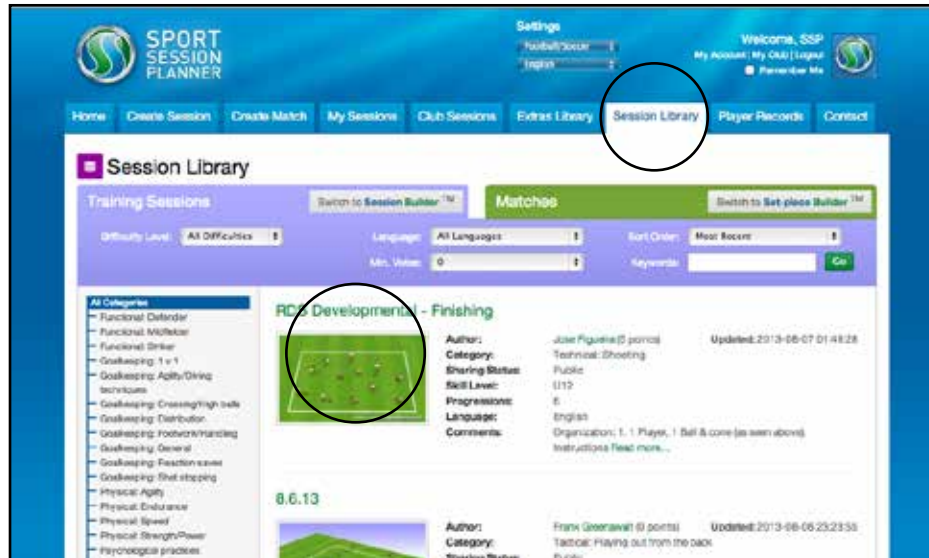 SPORT
SESSION
PLANNER
Settings
Football/Soccer
English
Welcome, SSP
My Account | My Club | Logout
Remember Me
Home Create Session Create Match My Sessions Club Sessions Extras Library Session Library Player Records Contact
Session Library
Training Sessions Switch to Session Builder TM Matches Switch to Set-piece Builder TM
Difficulty Level: All Difficulties Language: All Languages Sort Order: Most Recent
Min. Value: 0 Keywords: Go
All Categories
Functional: Defender
Functional: Midfielder
Functional: Striker
Goalkeeping: 1 v 1
Goalkeeping: Agility/Diving
techniques
Goalkeeping: Crossing/High balls
Goalkeeping: Distribution
Goalkeeping: Footwork/Handling
Goalkeeping: General
Goalkeeping: Reaction saves
Goalkeeping: Shot stopping
Physical: Agility
Physical: Endurance
Physical: Speed
Physical: Strength/Power
Psychological practices
RDS Developmental - Finishing
Author: Jose Figueira (0 points) Updated: 2013-08-07 01:48:28
Category: Technical: Shooting
Sharing Status: Public
Skill Level: U12
Progressions: 6
Language: English
Comments: Organization: 1. 1 Player, 1 Ball & cone (as seen above).
Instructions Read more...
8.6.13
Author: Frank (0 points) Updated: 2013-08-06 23:23:55
Category: Tactical: Playing out from the back
Sharing Status: Public